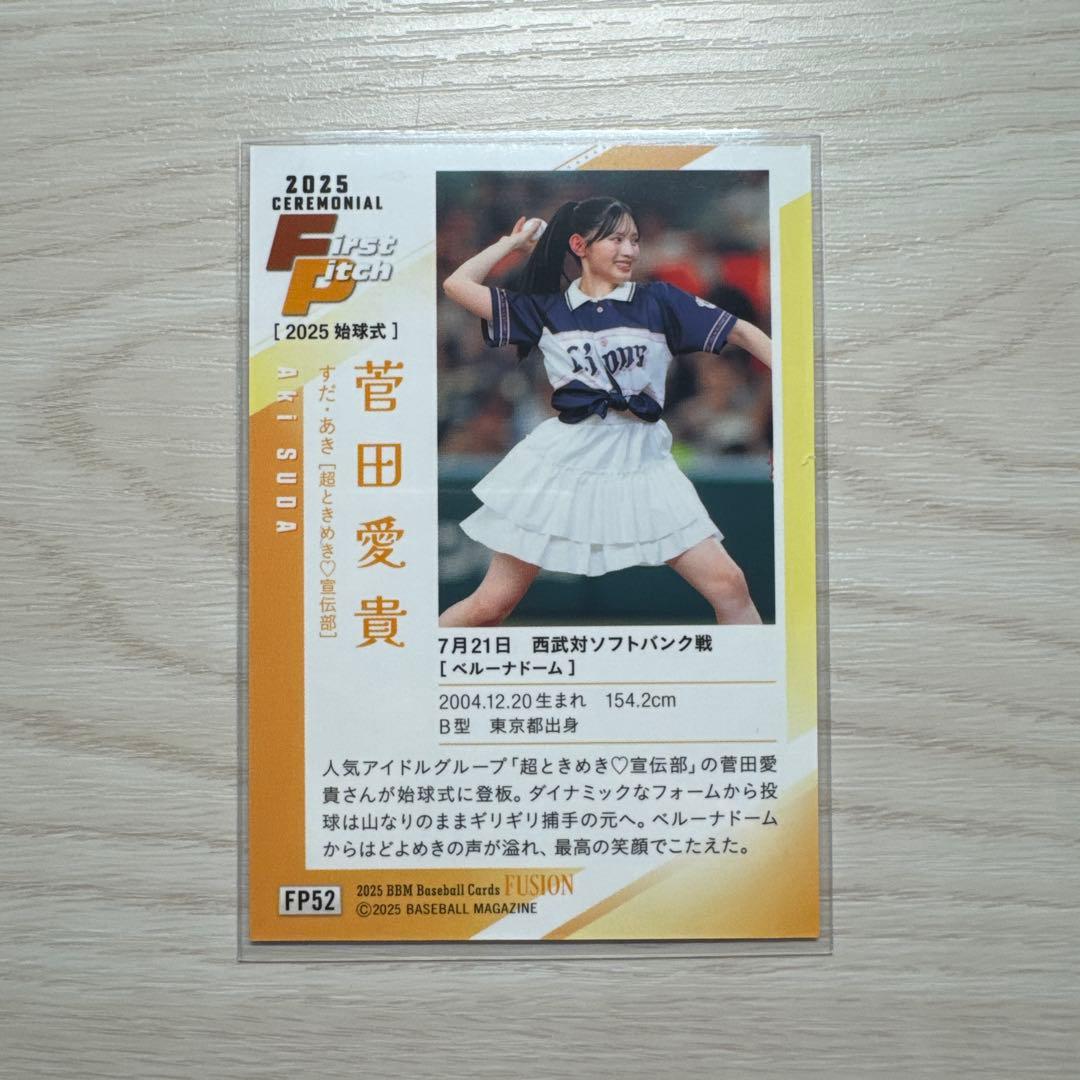 2025
CEREMONIAL
First
Pitch
[ 2025 始球式 ]
菅田愛貴
すだ・あき [超ときめき♡宣伝部]
Aki SUDA
Lions
7月21日　西武対ソフトバンク戦
[ ベルーナドーム ]
2004.12.20生まれ　154.2cm
B型　東京都出身
人気アイドルグループ「超ときめき♡宣伝部」の菅田愛
貴さんが始球式に登板。ダイナミックなフォームから投
球は山なりのままギリギリ捕手の元へ。ベルーナドーム
からはどよめきの声が溢れ、最高の笑顔でこたえた。
FP52
2025 BBM Baseball Cards FUSION
©2025 BASEBALL MAGAZINE